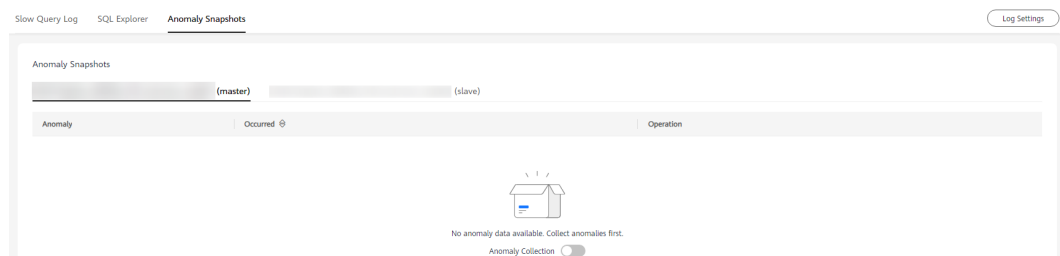 Slow Query Log SQL Explorer Anomaly Snapshots Log Settings
Anomaly Snapshots
(master) (slave)
Anomaly Occurred Operation
No anomaly data available. Collect anomalies first.
Anomaly Collection